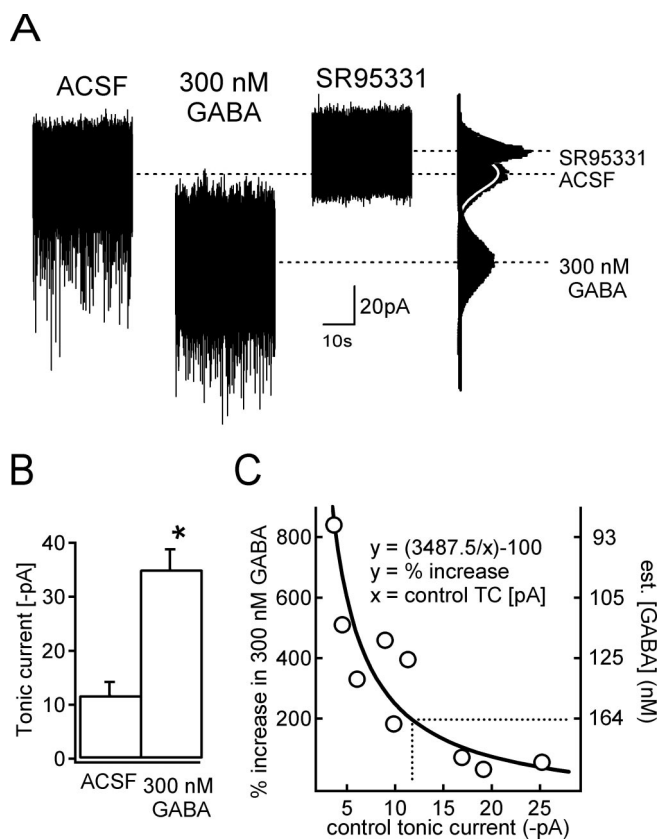 A
ACSF
300 nM
GABA
SR95331
SR95331
ACSF
300 nM
GABA
20pA
10s
B
Tonic current [-pA]
40
30
20
10
0
*
ACSF
300 nM
GABA
C
% increase in 300 nM GABA
800
600
400
200
y = (3487.5/x)-100
y = % increase
x = control TC [pA]
93
105
125
164
est. [GABA] (nM)
5
10
15
20
25
control tonic current (-pA)